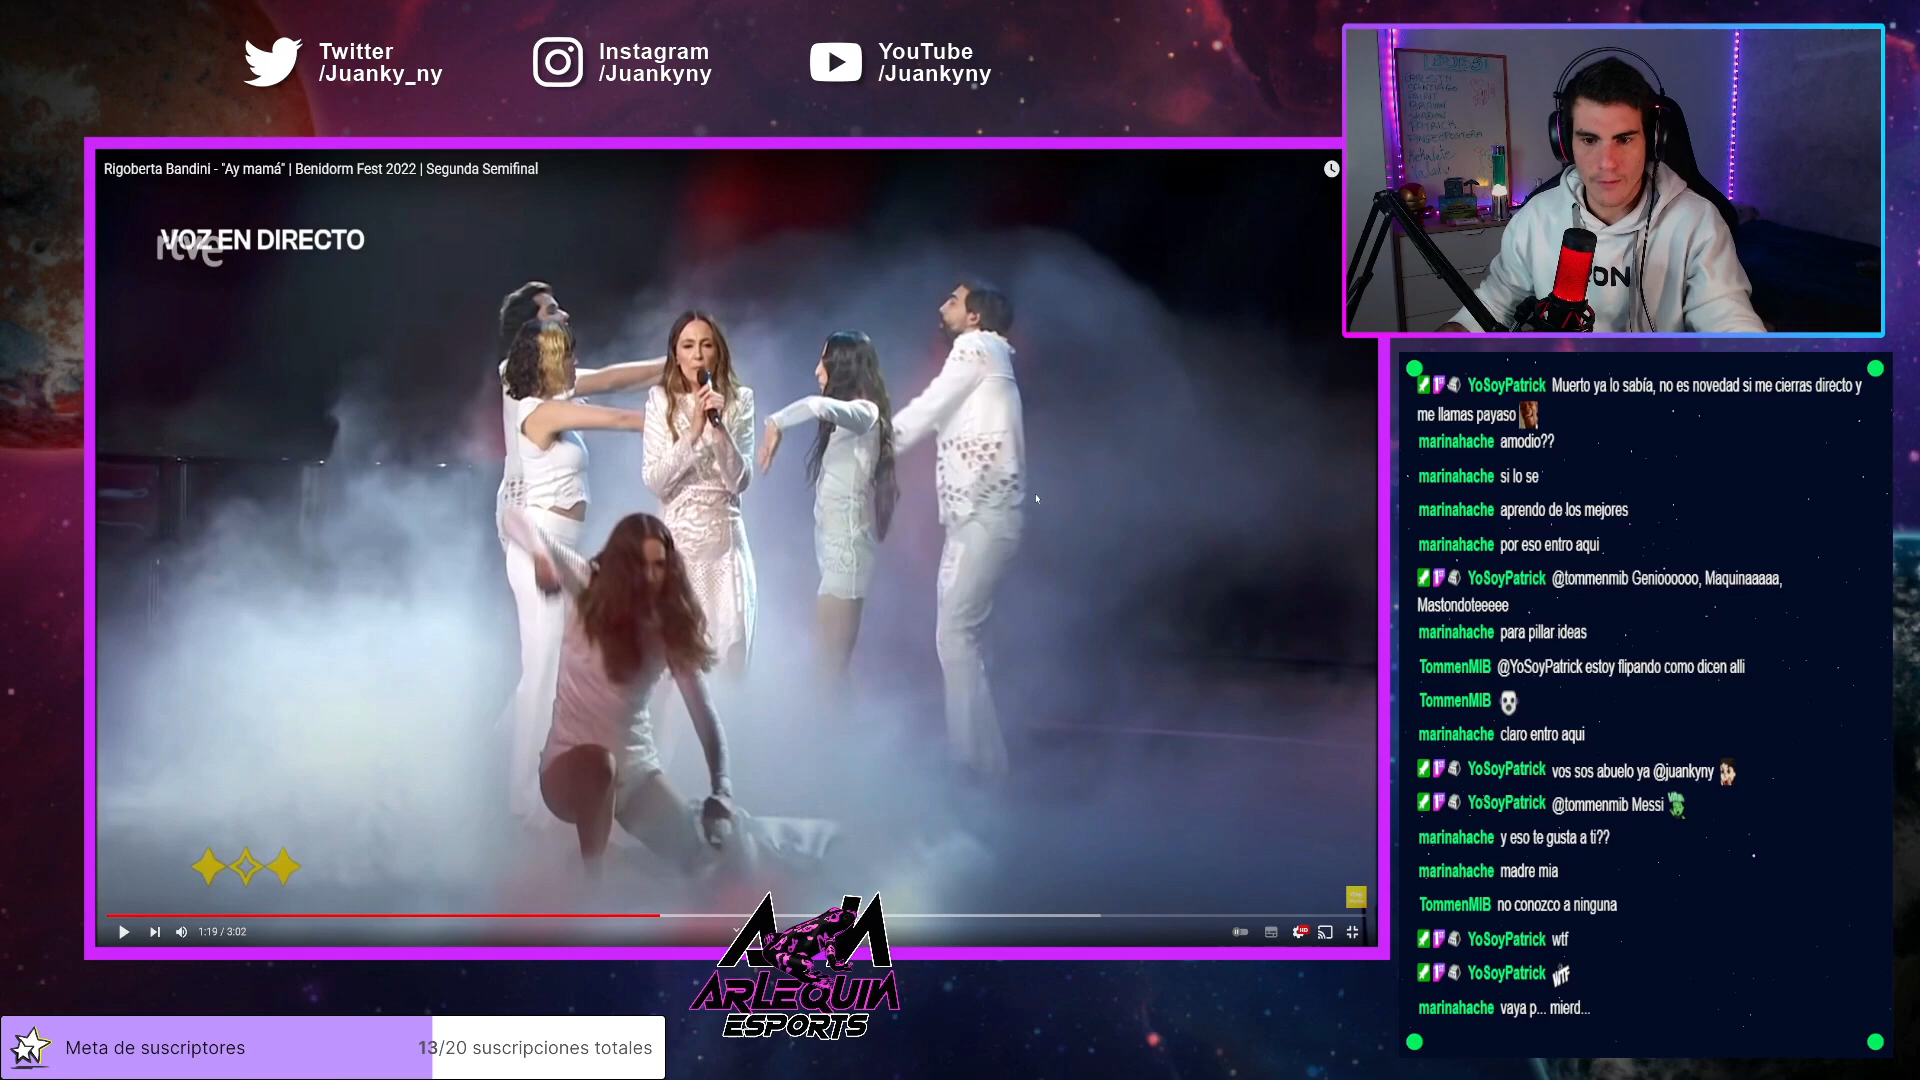 Twitter
/Juanky_ny
Instagram
/Juankyny
YouTube
/Juankyny
Rigoberta Bandini - "Ay mamá" | Benidorm Fest 2022 | Segunda Semifinal
VOZ EN DIRECTO
rtve
1:19 / 3:02
HD
ARLEQUIN
ESPORTS
Meta de suscriptores
13/20 suscripciones totales
YoSoyPatrick Muerto ya lo sabía, no es novedad si me cierras directo y
me llamas payaso
marinahache amodio??
marinahache si lo se
marinahache aprendo de los mejores
marinahache por eso entro aqui
YoSoyPatrick @tommenmib Genioooooo, Maquinaaaaa,
Mastondoteeeee
marinahache para pillar ideas
TommenMIB @YoSoyPatrick estoy flipando como dicen alli
TommenMIB
marinahache claro entro aqui
YoSoyPatrick vos sos abuelo ya @juankyny
YoSoyPatrick @tommenmib Messi
marinahache y eso te gusta a ti??
marinahache madre mia
TommenMIB no conozco a ninguna
YoSoyPatrick wtf
YoSoyPatrick WTF
marinahache vaya p... mierd...